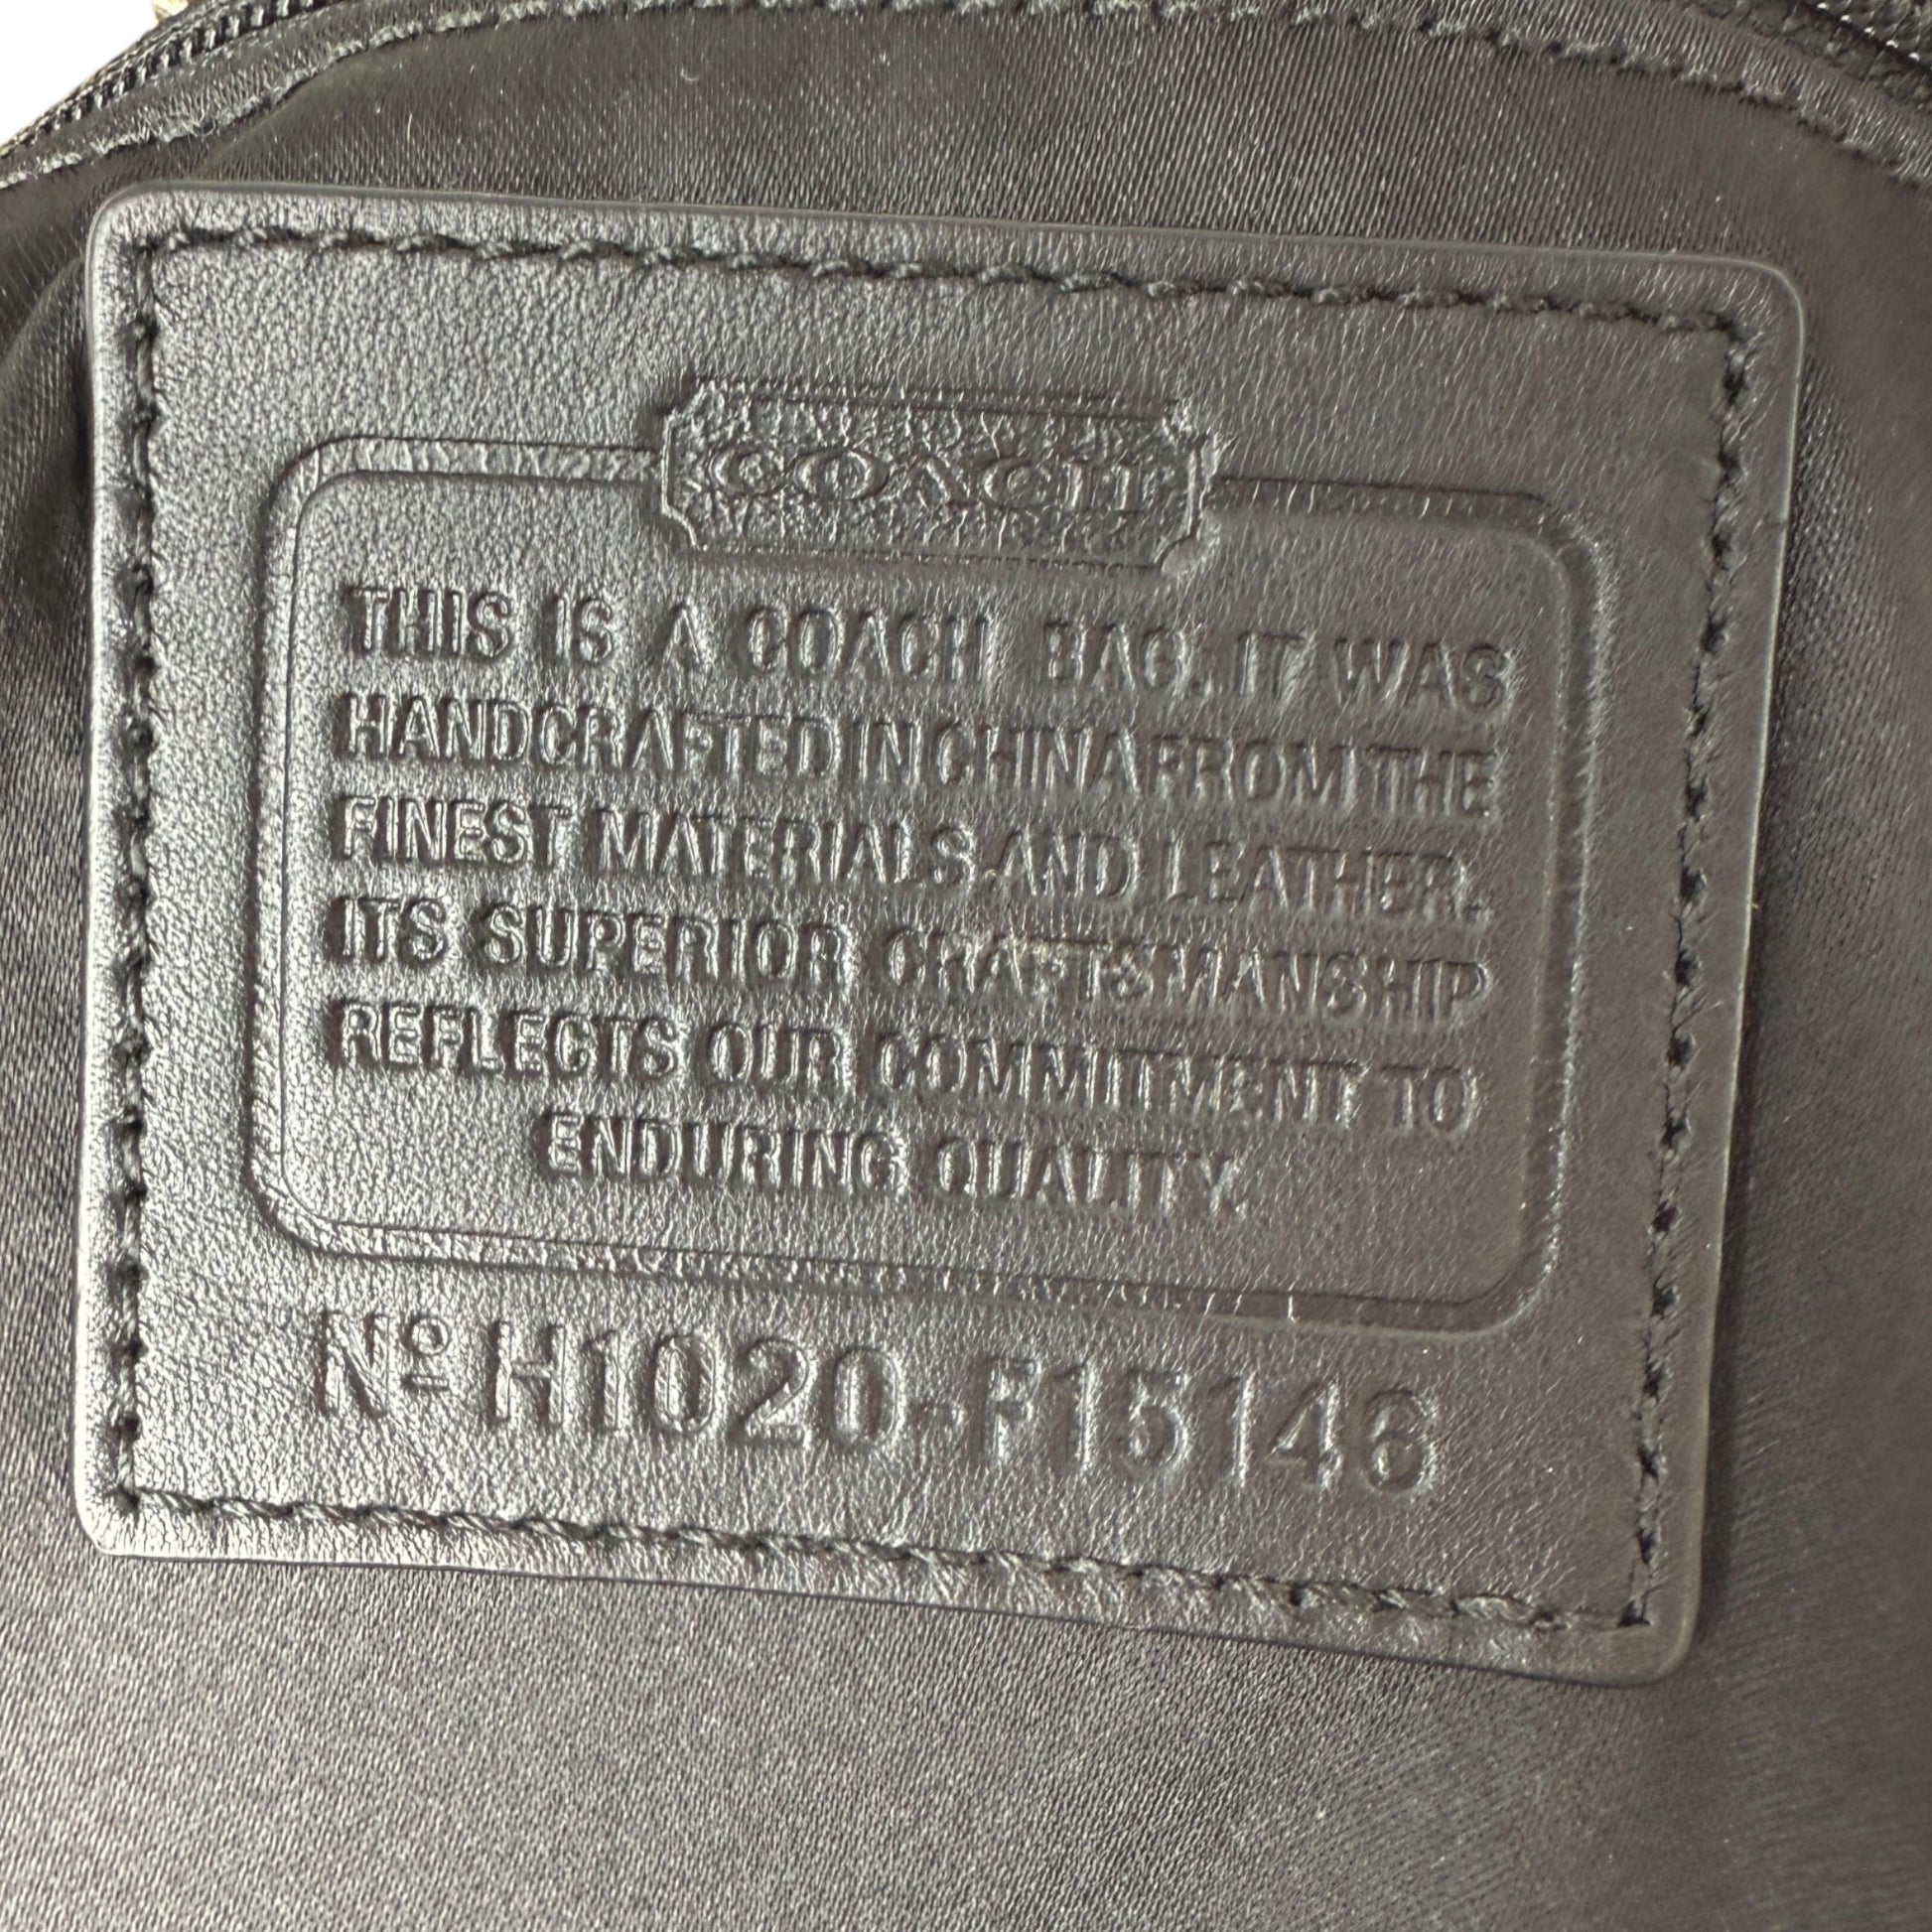 COACH
THIS IS A COACH BAG. IT WAS
HANDCRAFTED IN CHINA FROM THE
FINEST MATERIALS AND LEATHER.
ITS SUPERIOR CRAFTSMANSHIP
REFLECTS OUR COMMITMENT TO
ENDURING QUALITY.
Nº H1020-F15146